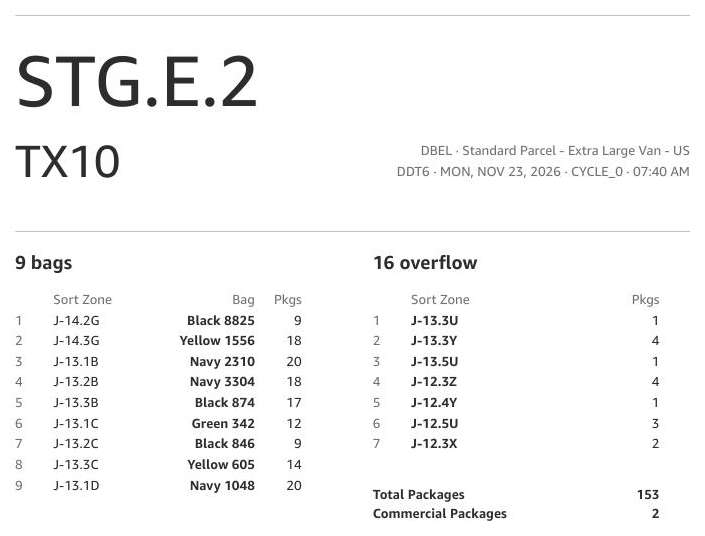 STG.E.2
TX10
DBEL · Standard Parcel - Extra Large Van - US
DDT6 · MON, NOV 23, 2026 · CYCLE_0 · 07:40 AM
9 bags
Sort Zone Bag Pkgs
1 J-14.2G Black 8825 9
2 J-14.3G Yellow 1556 18
3 J-13.1B Navy 2310 20
4 J-13.2B Navy 3304 18
5 J-13.3B Black 874 17
6 J-13.1C Green 342 12
7 J-13.2C Black 846 9
8 J-13.3C Yellow 605 14
9 J-13.1D Navy 1048 20
16 overflow
Sort Zone Pkgs
1 J-13.3U 1
2 J-13.3Y 4
3 J-13.5U 1
4 J-12.3Z 4
5 J-12.4Y 1
6 J-12.5U 3
7 J-12.3X 2
Total Packages 153
Commercial Packages 2